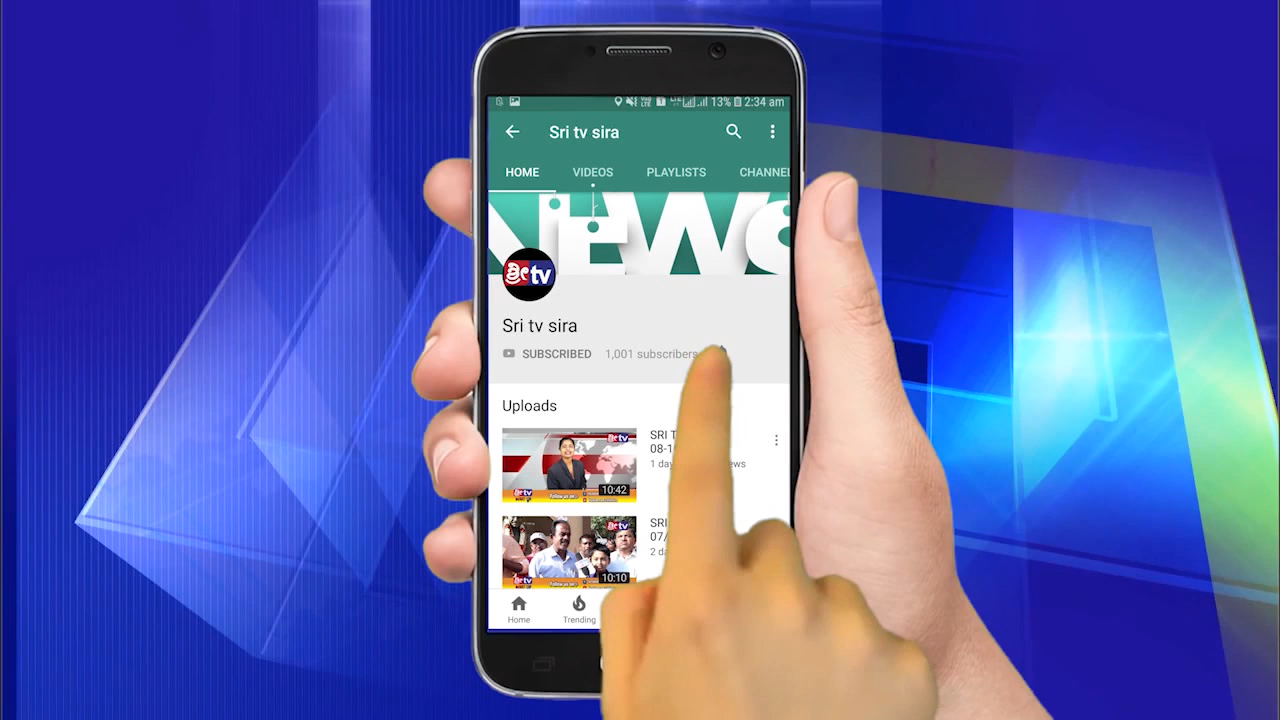 13% 2:34 am
Sri tv sira
HOME VIDEOS PLAYLISTS CHANNEL
NEWS
ಶ್ರೀ tv
Sri tv sira
SUBSCRIBED 1,001 subscribers
Uploads
SRI
08-1
1 day
ews
10:42
SRI
07/
2 da
10:10
Home Trending